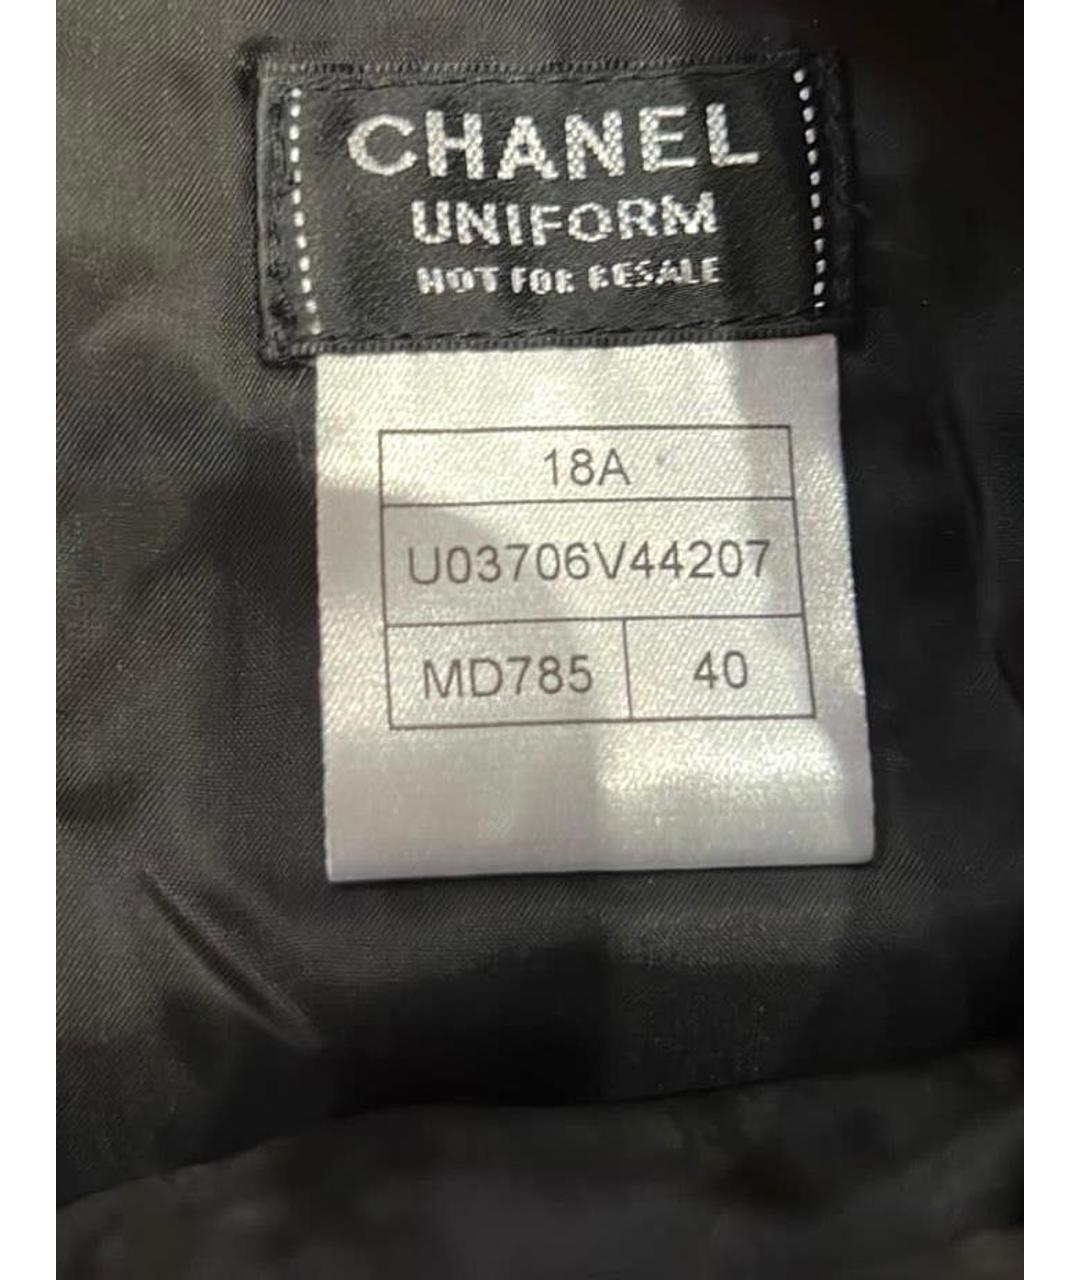 CHANEL
UNIFORM
NOT FOR RESALE
18A
U03706V44207
MD785 40